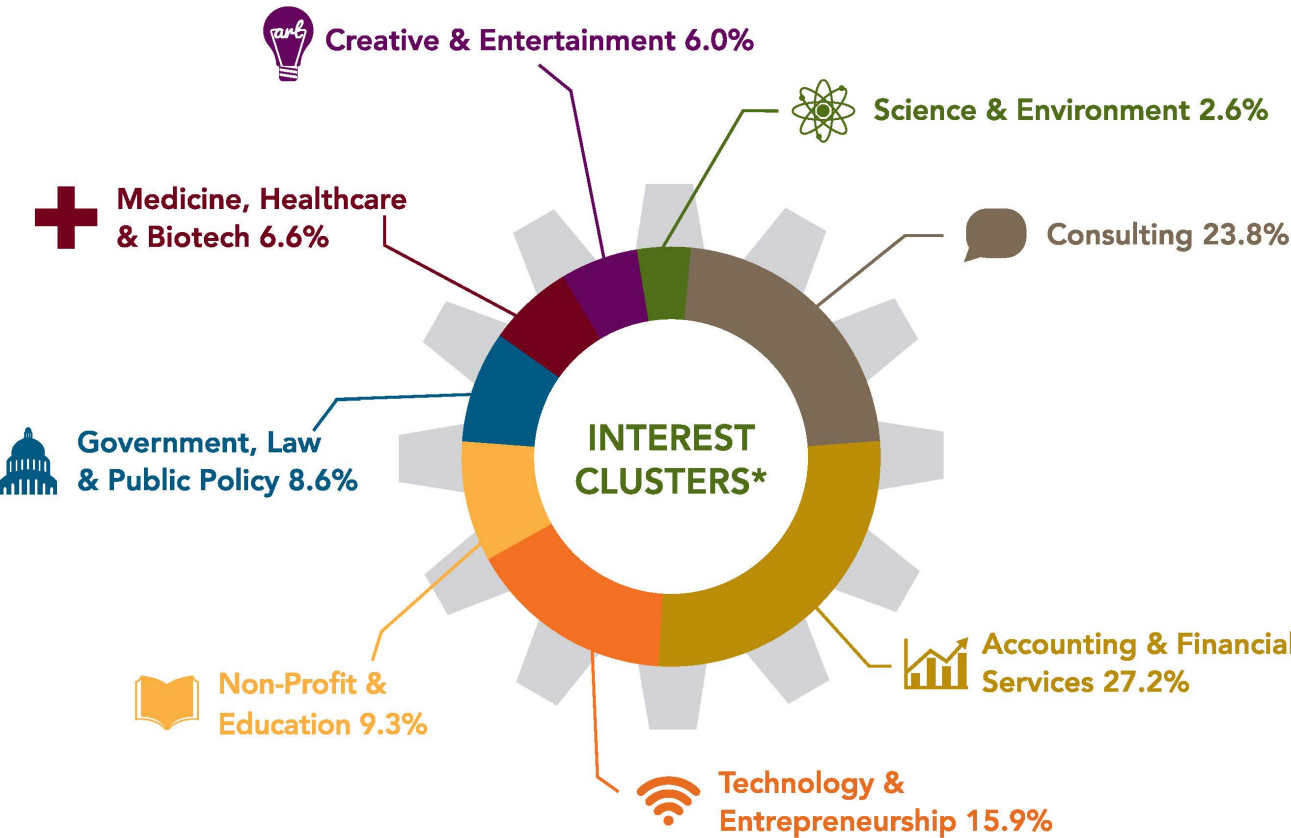 art
Creative & Entertainment 6.0%
Science & Environment 2.6%
Medicine, Healthcare
& Biotech 6.6%
Consulting 23.8%
Government, Law
& Public Policy 8.6%
INTEREST
CLUSTERS*
Accounting & Financial
Services 27.2%
Non-Profit &
Education 9.3%
Technology &
Entrepreneurship 15.9%